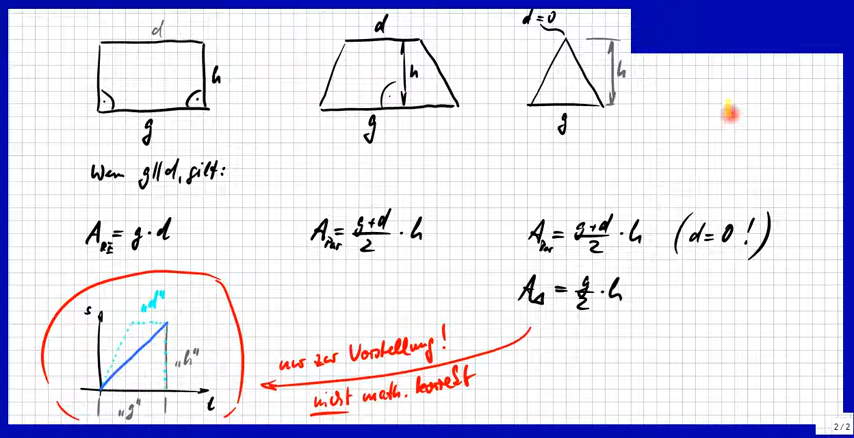 d
h
g
d
h
g
d=0
h
g
Wenn g∥d, gilt:
A_RE = g · d
A_Par = (g+d)/2 · h
A_Par = (g+d)/2 · h (d=0!)
A_Δ = g/2 · h
s
"d"
"h"
"g"
t
nur zur Vorstellung!
nicht math. korrekt
2/2